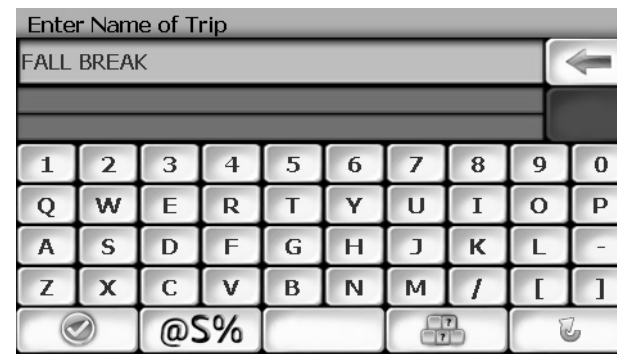 Enter Name of Trip
FALL BREAK
1 2 3 4 5 6 7 8 9 0
Q W E R T Y U I O P
A S D F G H J K L -
Z X C V B N M / [ ]
@S% ? ?